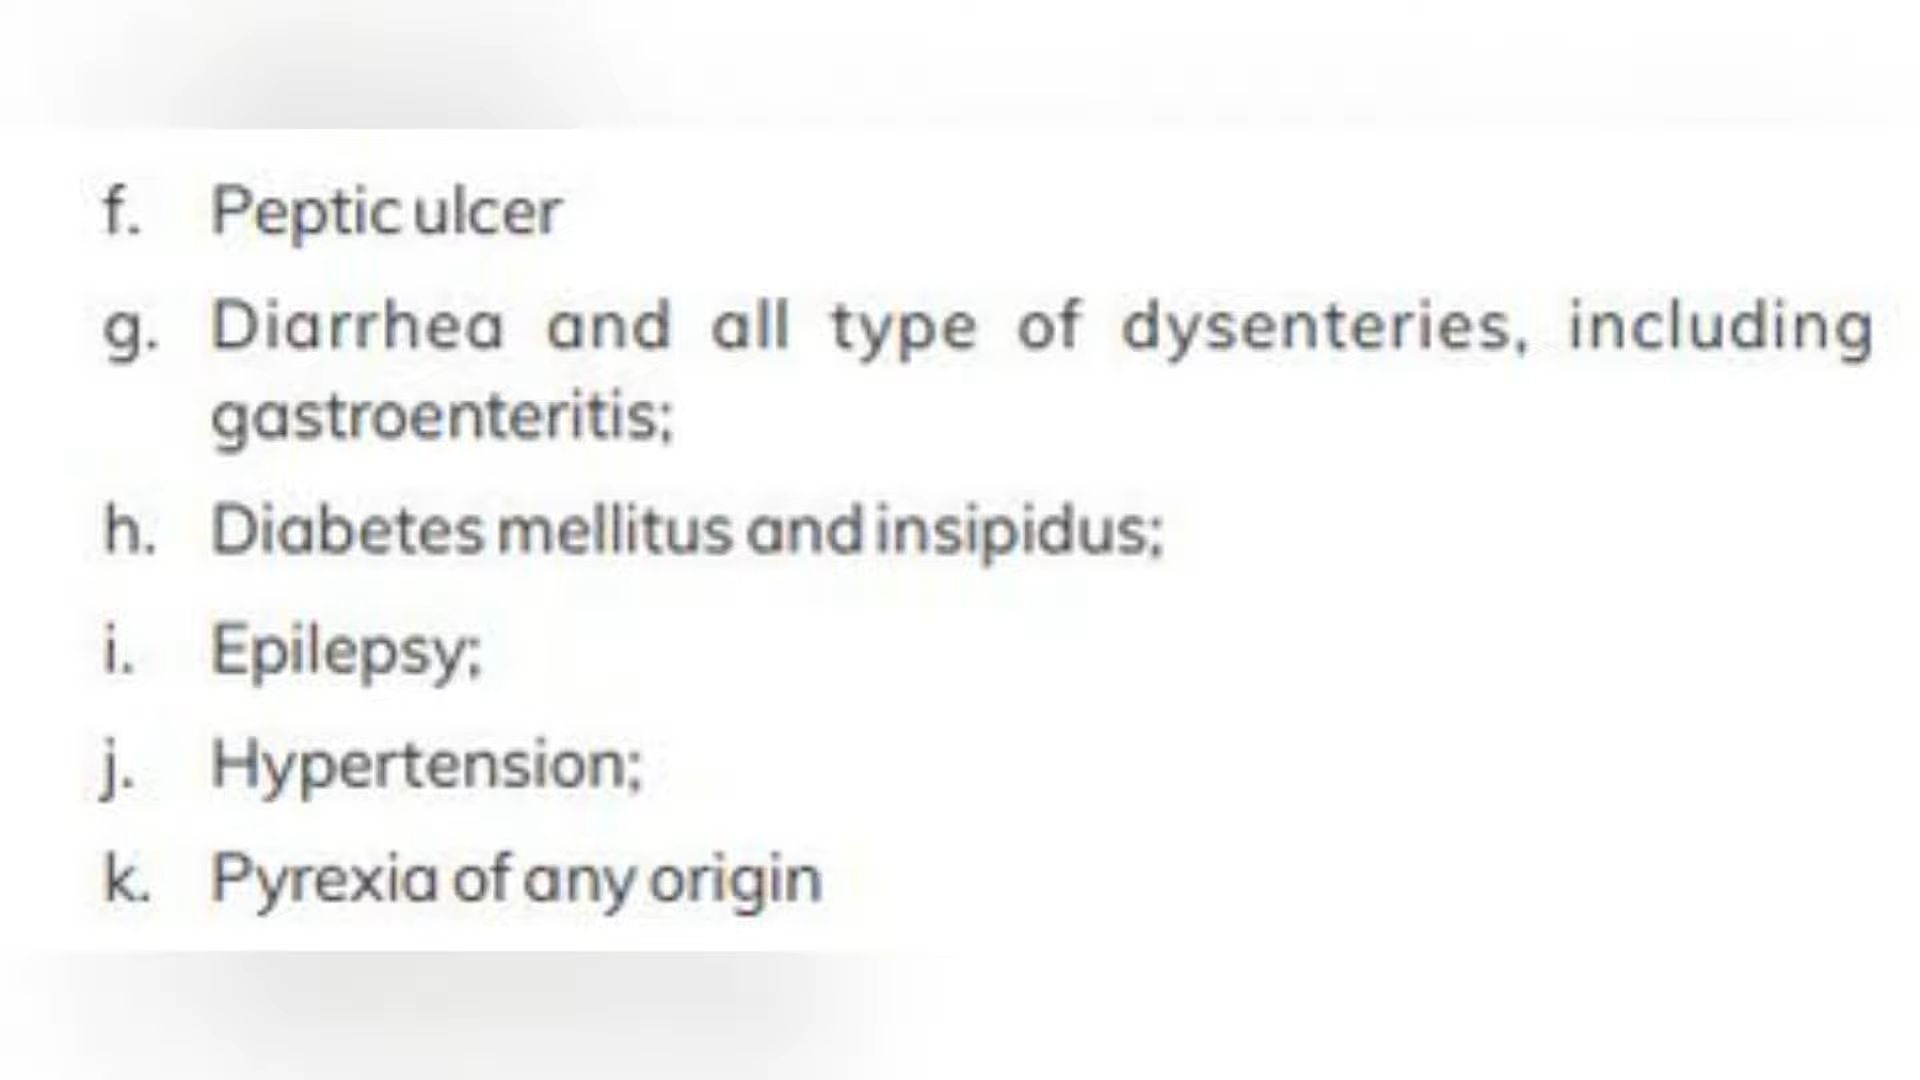 f. Peptic ulcer
g. Diarrhea and all type of dysenteries, including
gastroenteritis;
h. Diabetes mellitus and insipidus;
i. Epilepsy;
j. Hypertension;
k. Pyrexia of any origin